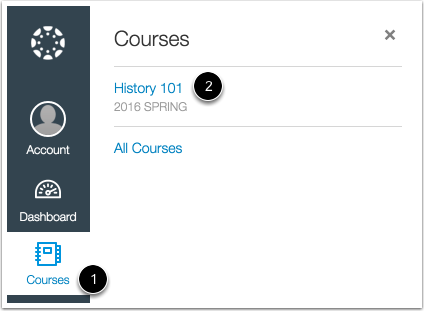 Account
Dashboard
Courses
1
Courses
×
History 101
2
2016 SPRING
All Courses